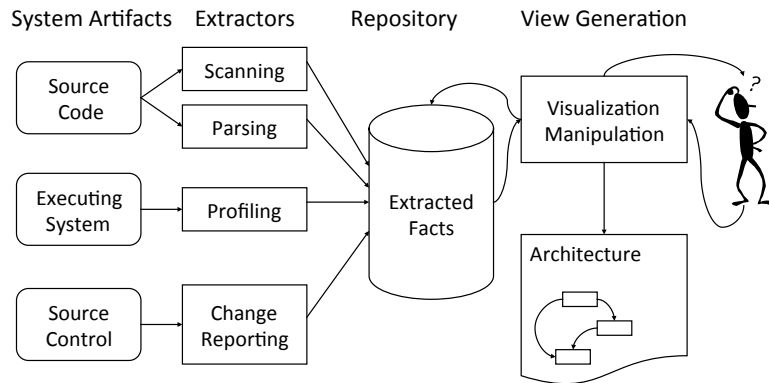 System Artifacts
Extractors
Repository
View Generation
Source
Code
Scanning
Parsing
Executing
System
Profiling
Source
Control
Change
Reporting
Extracted
Facts
Visualization
Manipulation
?
Architecture